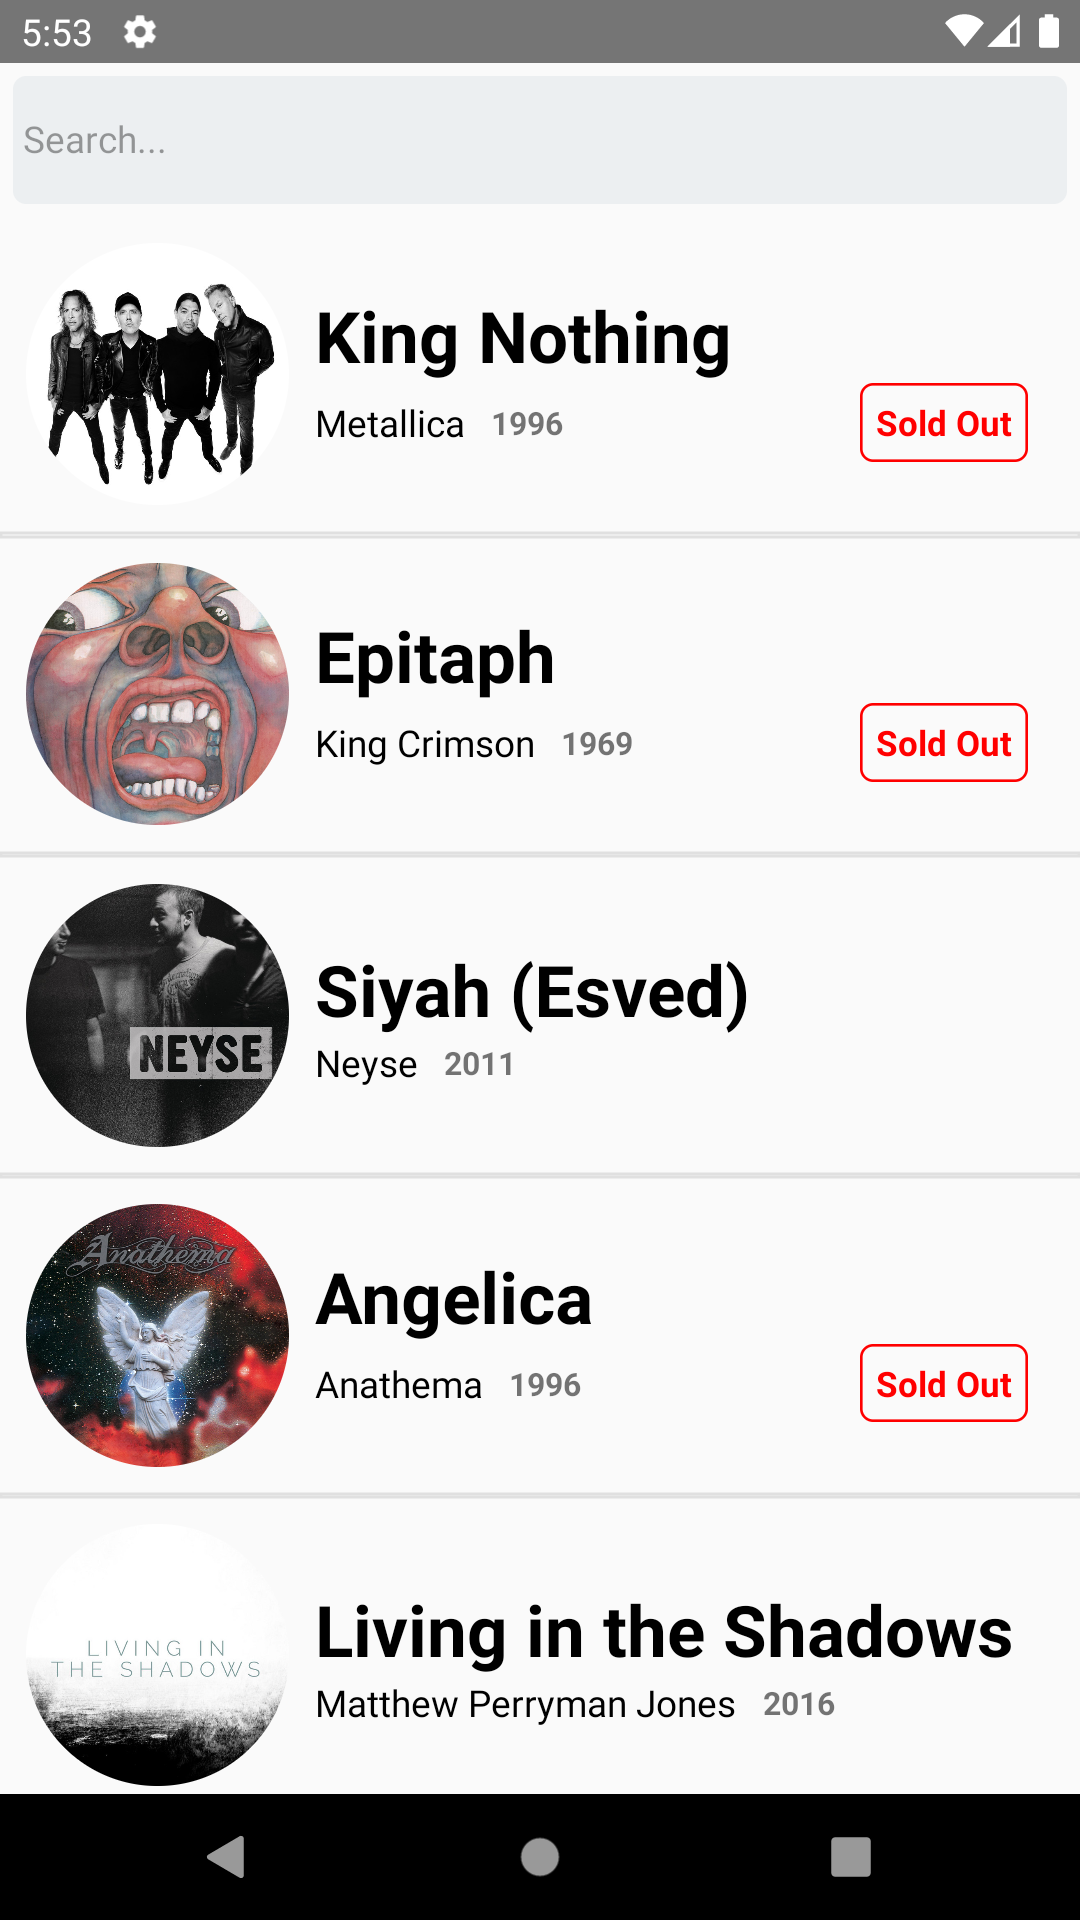 5:53
Search...
King Nothing
Metallica 1996
Sold Out
Epitaph
King Crimson 1969
Sold Out
NEYSE
Siyah (Esved)
Neyse 2011
Anathema
Angelica
Anathema 1996
Sold Out
LIVING IN
THE SHADOWS
Living in the Shadows
Matthew Perryman Jones 2016